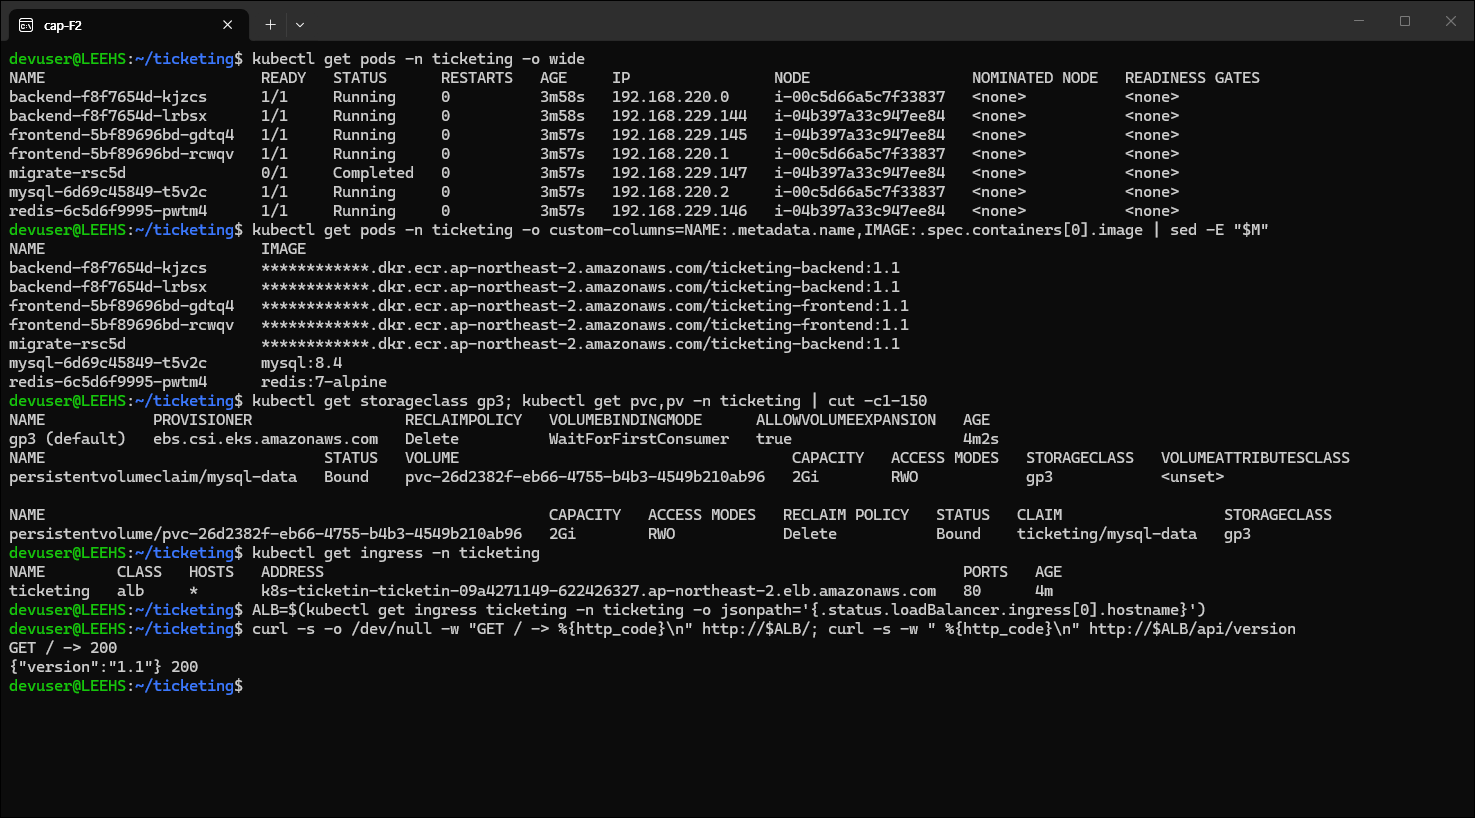 cap-F2
devuser@LEEHS:~/ticketing$ kubectl get pods -n ticketing -o wide
NAME                        READY   STATUS      RESTARTS   AGE     IP                NODE                  NOMINATED NODE   READINESS GATES
backend-f8f7654d-kjzcs      1/1     Running     0          3m58s   192.168.220.0     i-00c5d66a5c7f33837   <none>           <none>
backend-f8f7654d-lrbsx      1/1     Running     0          3m58s   192.168.229.144   i-04b397a33c947ee84   <none>           <none>
frontend-5bf89696bd-gdtq4   1/1     Running     0          3m57s   192.168.229.145   i-04b397a33c947ee84   <none>           <none>
frontend-5bf89696bd-rcwqv   1/1     Running     0          3m57s   192.168.220.1     i-00c5d66a5c7f33837   <none>           <none>
migrate-rsc5d               0/1     Completed   0          3m57s   192.168.229.147   i-04b397a33c947ee84   <none>           <none>
mysql-6d69c45849-t5v2c      1/1     Running     0          3m57s   192.168.220.2     i-00c5d66a5c7f33837   <none>           <none>
redis-6c5d6f9995-pwtm4      1/1     Running     0          3m57s   192.168.229.146   i-04b397a33c947ee84   <none>           <none>
devuser@LEEHS:~/ticketing$ kubectl get pods -n ticketing -o custom-columns=NAME:.metadata.name,IMAGE:.spec.containers[0].image | sed -E "$M"
NAME                        IMAGE
backend-f8f7654d-kjzcs      ************.dkr.ecr.ap-northeast-2.amazonaws.com/ticketing-backend:1.1
backend-f8f7654d-lrbsx      ************.dkr.ecr.ap-northeast-2.amazonaws.com/ticketing-backend:1.1
frontend-5bf89696bd-gdtq4   ************.dkr.ecr.ap-northeast-2.amazonaws.com/ticketing-frontend:1.1
frontend-5bf89696bd-rcwqv   ************.dkr.ecr.ap-northeast-2.amazonaws.com/ticketing-frontend:1.1
migrate-rsc5d               ************.dkr.ecr.ap-northeast-2.amazonaws.com/ticketing-backend:1.1
mysql-6d69c45849-t5v2c      mysql:8.4
redis-6c5d6f9995-pwtm4      redis:7-alpine
devuser@LEEHS:~/ticketing$ kubectl get storageclass gp3; kubectl get pvc,pv -n ticketing | cut -c1-150
NAME            PROVISIONER                 RECLAIMPOLICY   VOLUMEBINDINGMODE      ALLOWVOLUMEEXPANSION   AGE
gp3 (default)   ebs.csi.eks.amazonaws.com   Delete          WaitForFirstConsumer   true                   4m2s
NAME                               STATUS   VOLUME                                     CAPACITY   ACCESS MODES   STORAGECLASS   VOLUMEATTRIBUTESCLASS
persistentvolumeclaim/mysql-data   Bound    pvc-26d2382f-eb66-4755-b4b3-4549b210ab96   2Gi        RWO            gp3            <unset>
NAME                                                        CAPACITY   ACCESS MODES   RECLAIM POLICY   STATUS   CLAIM                  STORAGECLASS
persistentvolume/pvc-26d2382f-eb66-4755-b4b3-4549b210ab96   2Gi        RWO            Delete           Bound    ticketing/mysql-data   gp3
devuser@LEEHS:~/ticketing$ kubectl get ingress -n ticketing
NAME        CLASS   HOSTS   ADDRESS                                                                       PORTS   AGE
ticketing   alb     *       k8s-ticketin-ticketin-09a4271149-622426327.ap-northeast-2.elb.amazonaws.com   80      4m
devuser@LEEHS:~/ticketing$ ALB=$(kubectl get ingress ticketing -n ticketing -o jsonpath='{.status.loadBalancer.ingress[0].hostname}')
devuser@LEEHS:~/ticketing$ curl -s -o /dev/null -w "GET / -> %{http_code}\n" http://$ALB/; curl -s -w " %{http_code}\n" http://$ALB/api/version
GET / -> 200
{"version":"1.1"} 200
devuser@LEEHS:~/ticketing$